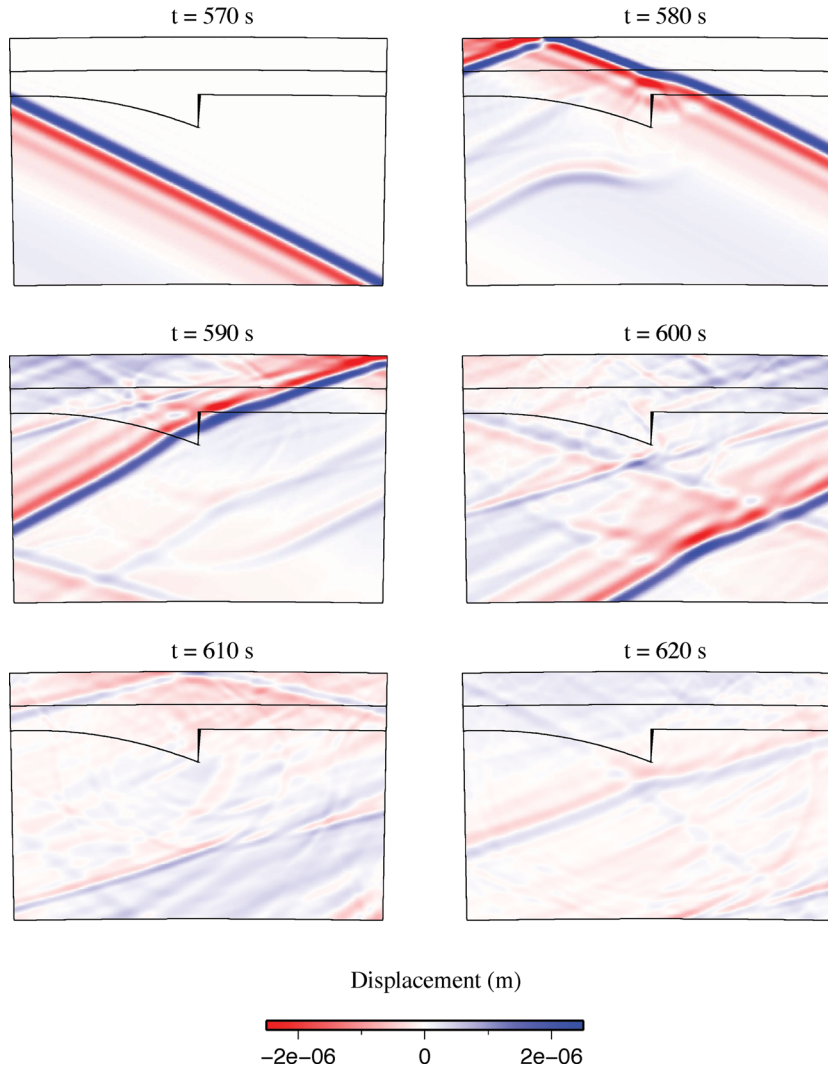 t = 570 s
t = 580 s
t = 590 s
t = 600 s
t = 610 s
t = 620 s
Displacement (m)
−2e−06 0 2e−06